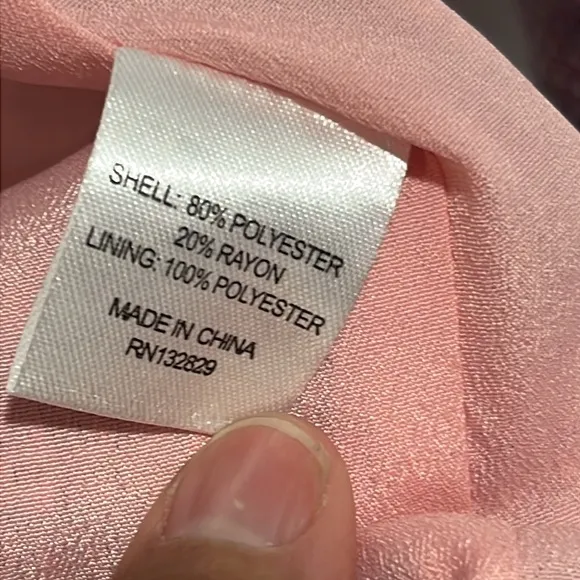 SHELL: 80% POLYESTER
20% RAYON
LINING: 100% POLYESTER
MADE IN CHINA
RN132829